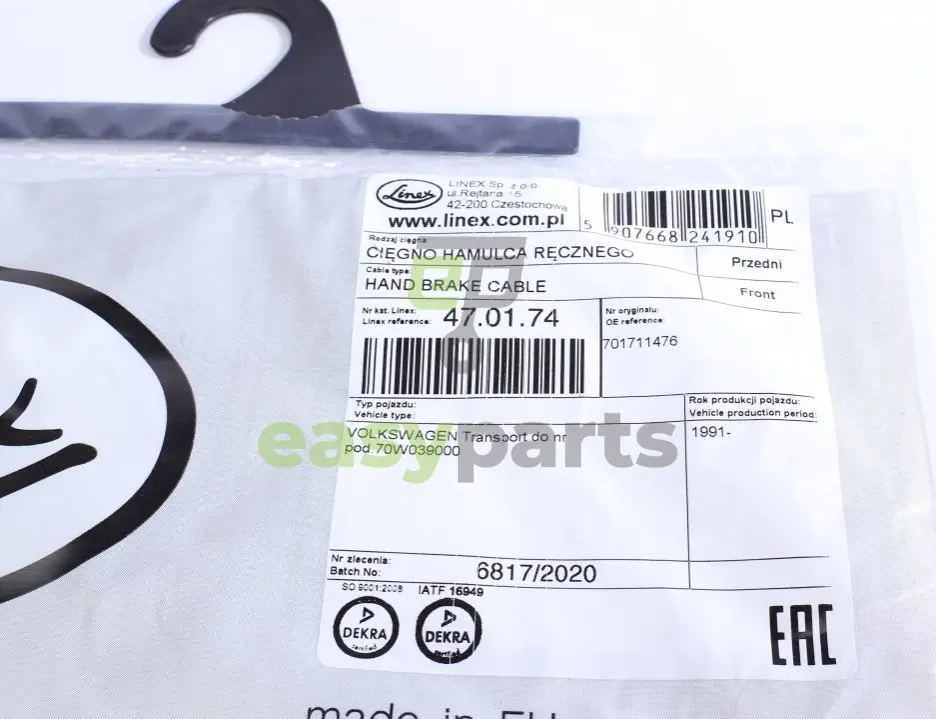 Linex
LINEX Sp. z o.o
ul.Rejtana 15
42-200 Czestochowa
www.linex.com.pl
5 907668 241910
PL
Rodzaj cięgna:
CIĘGNO HAMULCA RĘCZNEGO
Przedni
Cable type:
HAND BRAKE CABLE
Front
Nr kat. Linex:
Linex reference:
47.01.74
Nr oryginału:
OE reference:
701711476
Typ pojazdu:
Vehicle type:
Rok produkcji pojazdu:
Vehicle production period:
VOLKSWAGEN Transport do nr
pod.70W039000
1991-
easyparts
Nr zlecenia:
Batch No:
6817/2020
ISO 9001:2008
IATF 16949
DEKRA
DEKRA
EAC
made in EU